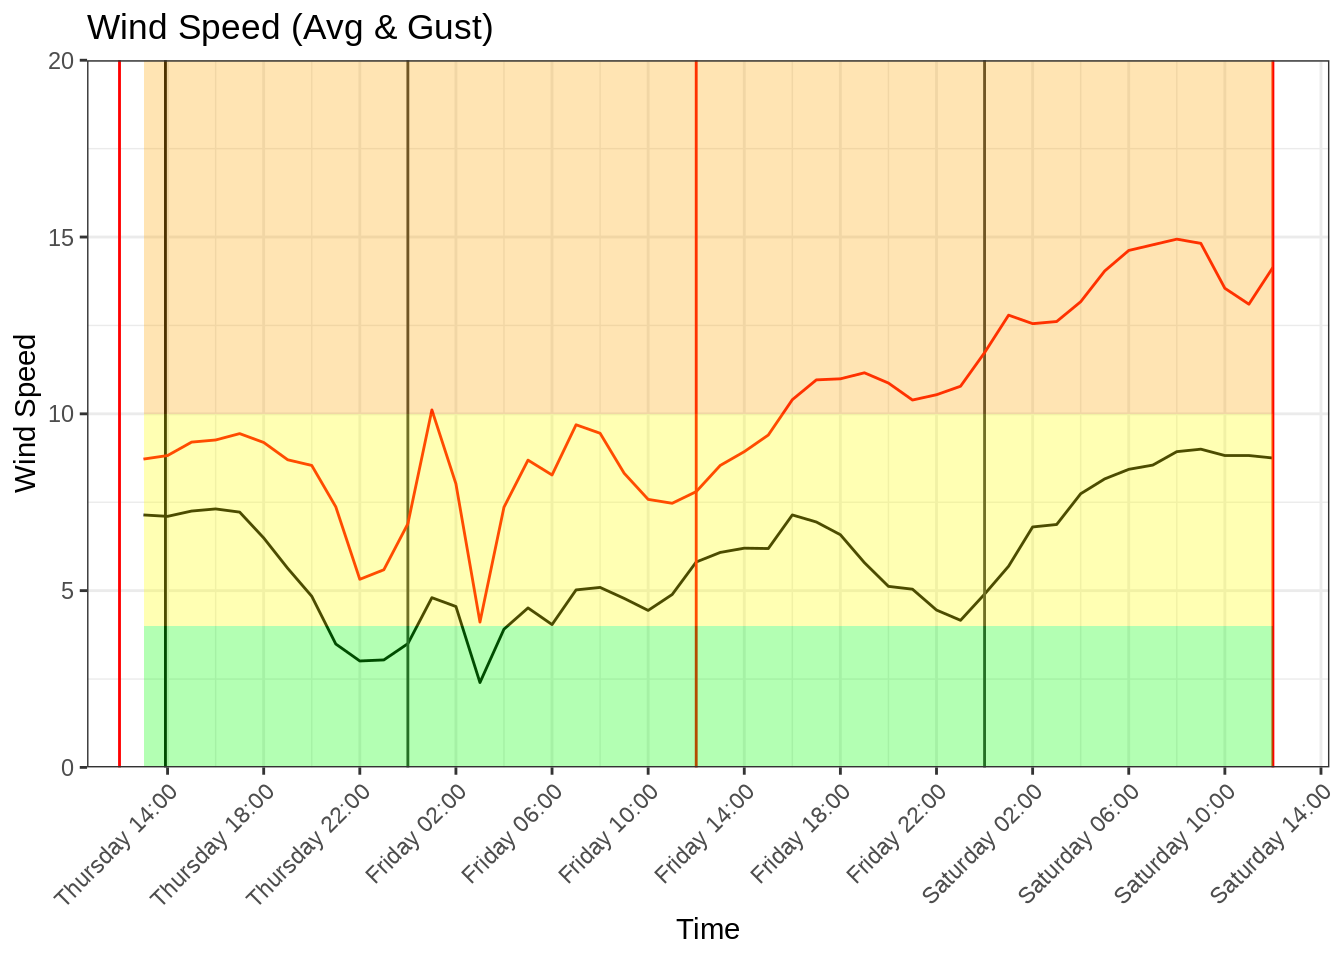 Wind Speed (Avg & Gust)
Wind Speed
20
15
10
5
0
Thursday 14:00
Thursday 18:00
Thursday 22:00
Friday 02:00
Friday 06:00
Friday 10:00
Friday 14:00
Friday 18:00
Friday 22:00
Saturday 02:00
Saturday 06:00
Saturday 10:00
Saturday 14:00
Time